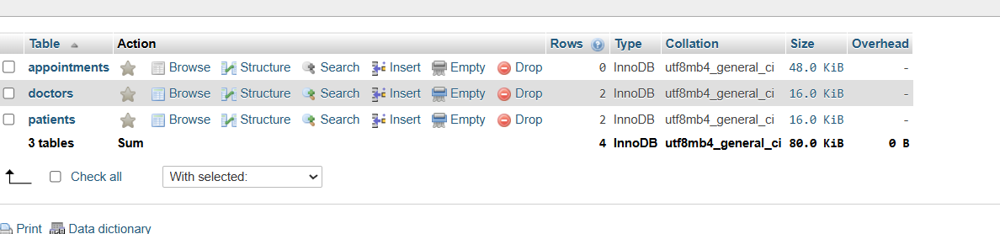 Table Action Rows Type Collation Size Overhead
appointments Browse Structure Search Insert Empty Drop 0 InnoDB utf8mb4_general_ci 48.0 KiB -
doctors Browse Structure Search Insert Empty Drop 2 InnoDB utf8mb4_general_ci 16.0 KiB -
patients Browse Structure Search Insert Empty Drop 2 InnoDB utf8mb4_general_ci 16.0 KiB -
3 tables Sum 4 InnoDB utf8mb4_general_ci 80.0 KiB 0 B
Check all With selected:
Print Data dictionary